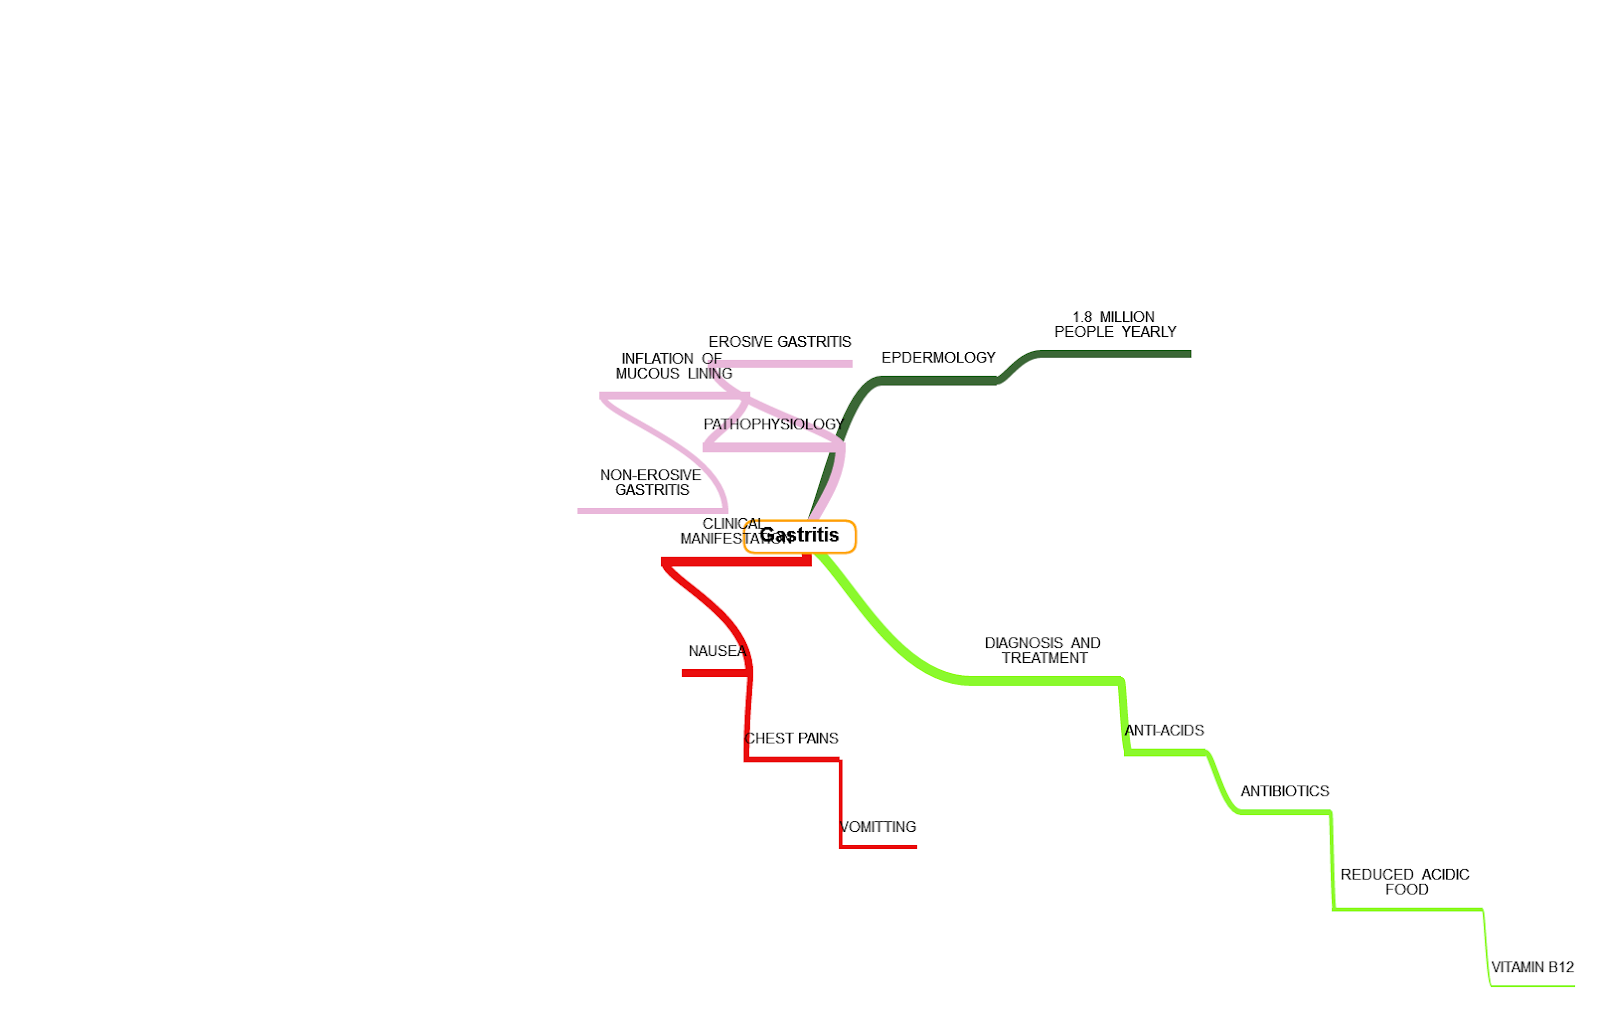 Gastritis
EPDERMOLOGY
1.8 MILLION
PEOPLE YEARLY
EROSIVE GASTRITIS
INFLATION OF
MUCOUS LINING
PATHOPHYSIOLOGY
NON-EROSIVE
GASTRITIS
CLINICAL
MANIFESTATION
NAUSEA
CHEST PAINS
VOMITTING
DIAGNOSIS AND
TREATMENT
ANTI-ACIDS
ANTIBIOTICS
REDUCED ACIDIC
FOOD
VITAMIN B12